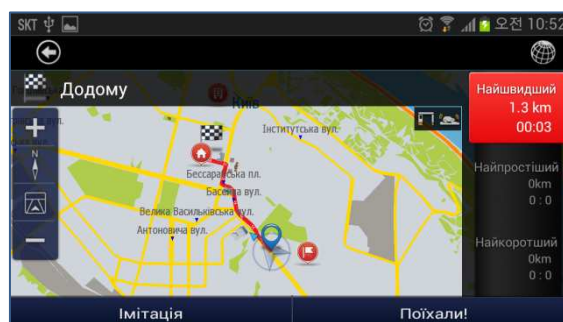 SKT
오전 10:52
Додому
Найшвидший
1.3 km
00:03
Київ
Інститутська вул.
вул.
N
Бессарабська пл.
Басейна вул.
Велика Васильківська вул.
Антоновича вул.
Найпростіший
0km
0 : 0
Найкоротший
0km
0 : 0
Імітація
Поїхали!